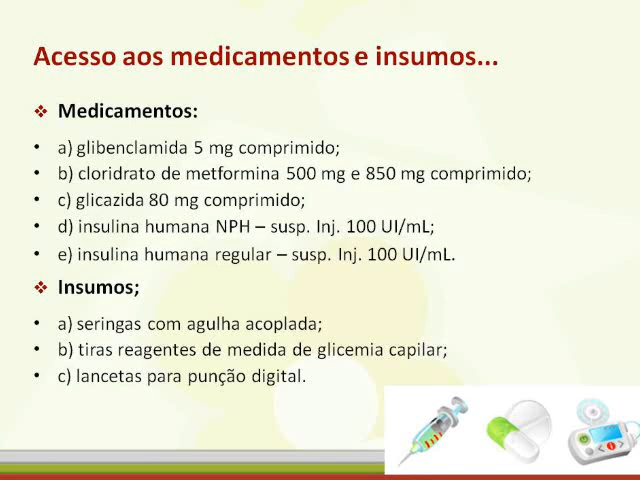 Acesso aos medicamentos e insumos...
❖ Medicamentos:
• a) glibenclamida 5 mg comprimido;
• b) cloridrato de metformina 500 mg e 850 mg comprimido;
• c) glicazida 80 mg comprimido;
• d) insulina humana NPH – susp. Inj. 100 UI/mL;
• e) insulina humana regular – susp. Inj. 100 UI/mL.
❖ Insumos;
• a) seringas com agulha acoplada;
• b) tiras reagentes de medida de glicemia capilar;
• c) lancetas para punção digital.